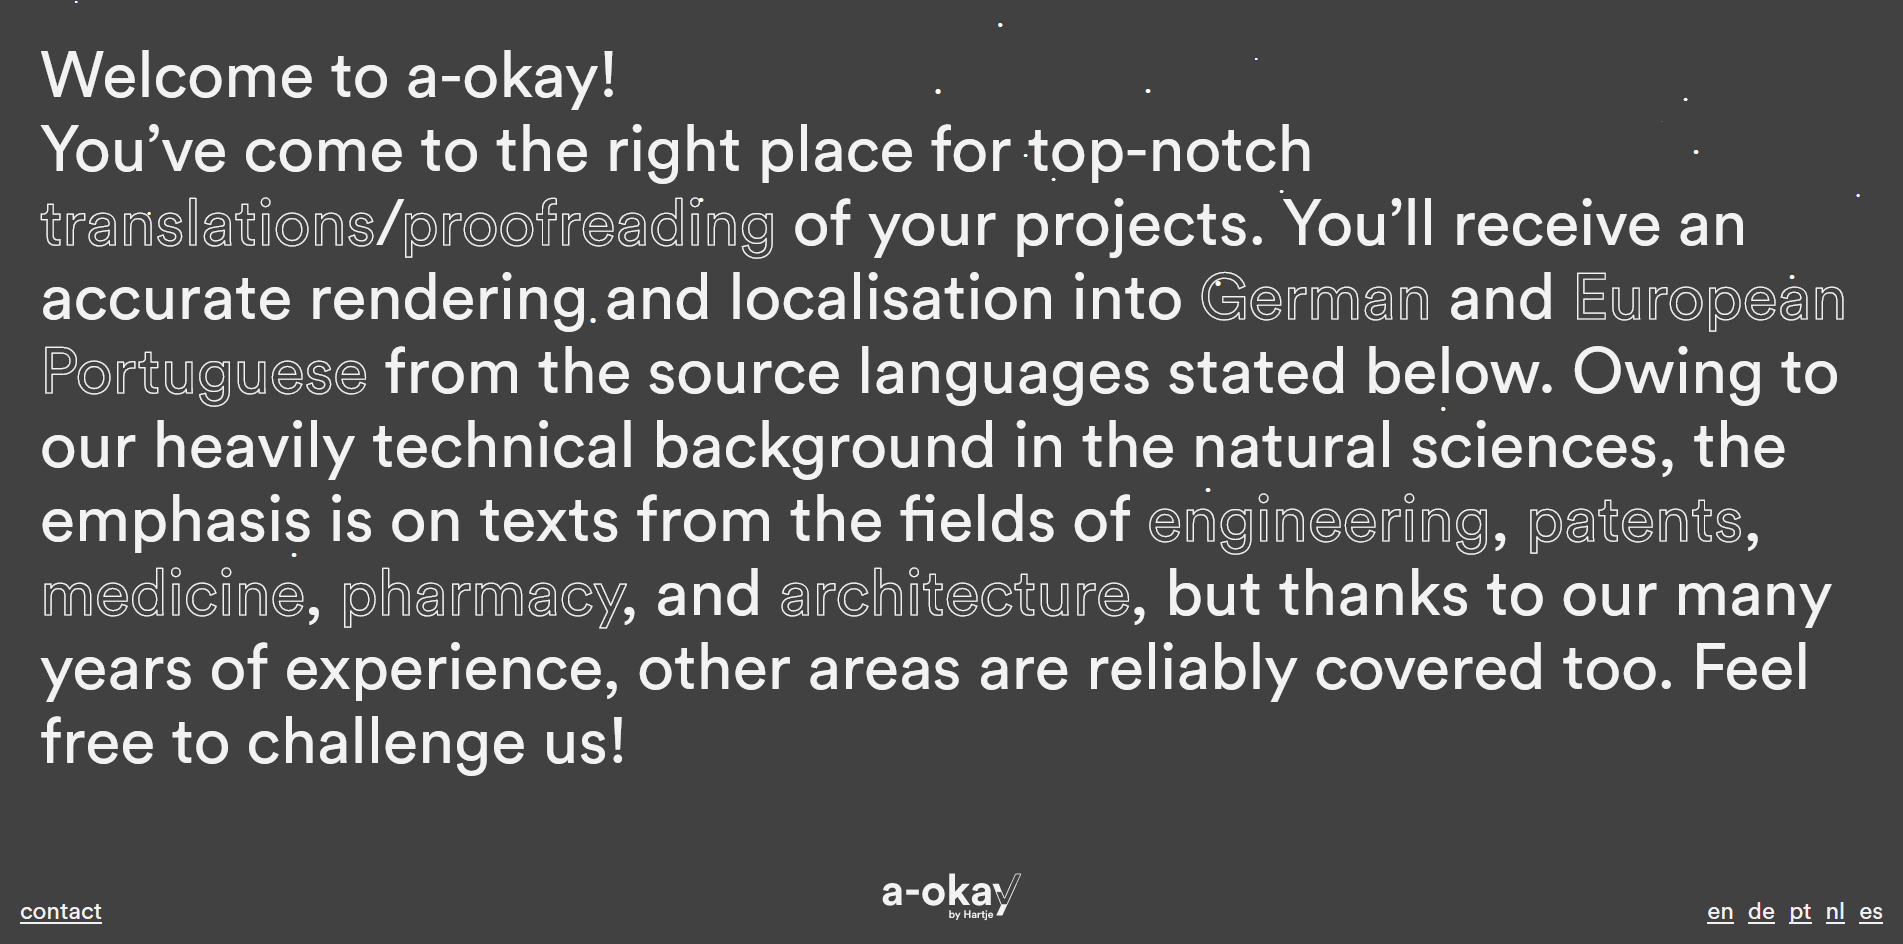 Welcome to a-okay!
You’ve come to the right place for top-notch
translations/proofreading of your projects. You’ll receive an
accurate rendering and localisation into German and European
Portuguese from the source languages stated below. Owing to
our heavily technical background in the natural sciences, the
emphasis is on texts from the fields of engineering, patents,
medicine, pharmacy, and architecture, but thanks to our many
years of experience, other areas are reliably covered too. Feel
free to challenge us!
contact
a-okay
by Hartje
en de pt nl es